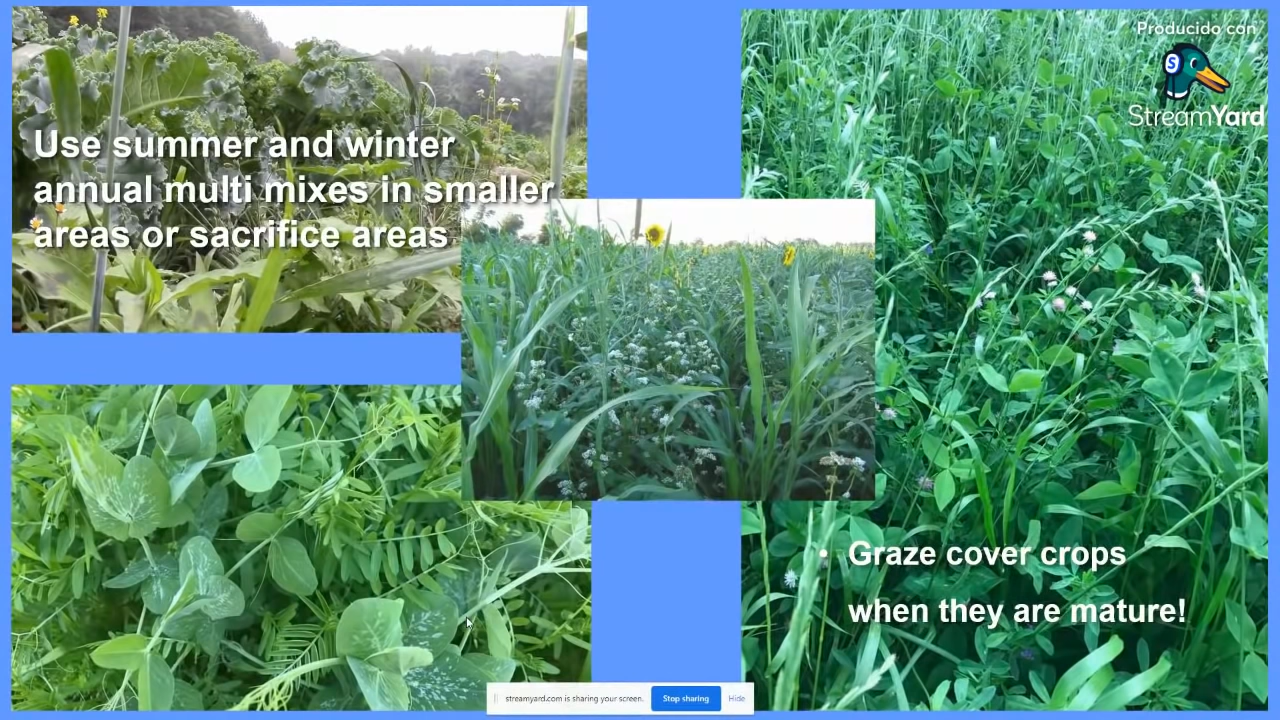 Producido con
StreamYard
Use summer and winter
annual multi mixes in smaller
areas or sacrifice areas
• Graze cover crops
when they are mature!
streamyard.com is sharing your screen.
Stop sharing
Hide